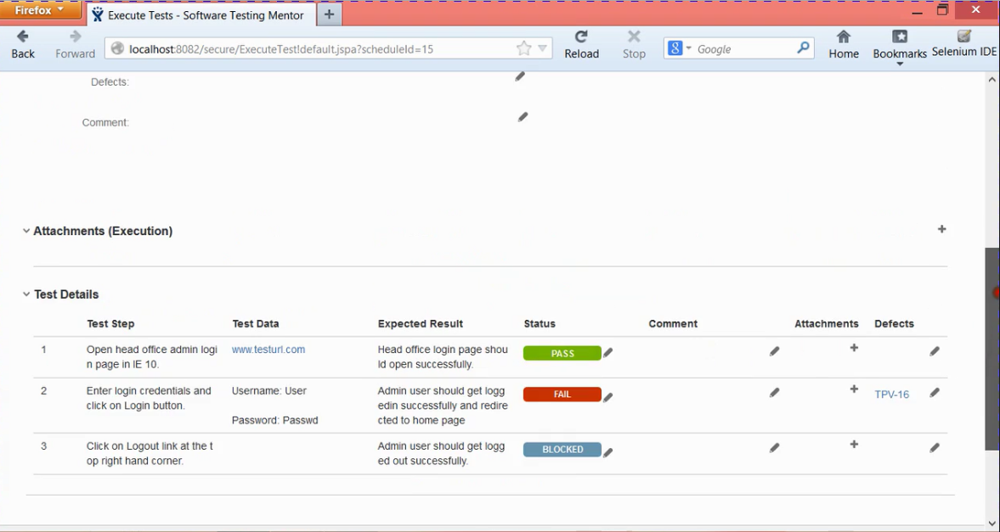 Firefox
Execute Tests - Software Testing Mentor
Back
Forward
localhost:8082/secure/ExecuteTest!default.jspa?scheduleId=15
Reload
Stop
8
Google
Home
Bookmarks
Selenium IDE
Defects:
Comment:
Attachments (Execution)
Test Details
Test Step Test Data Expected Result Status Comment Attachments Defects
1 Open head office admin logi www.testurl.com Head office login page shou PASS
n page in IE 10. ld open successfully.
2 Enter login credentials and Username: User Admin user should get logg FAIL TPV-16
click on Login button. edin successfully and redire
Password: Passwd cted to home page
3 Click on Logout link at the t Admin user should get logg BLOCKED
op right hand corner. ed out successfully.